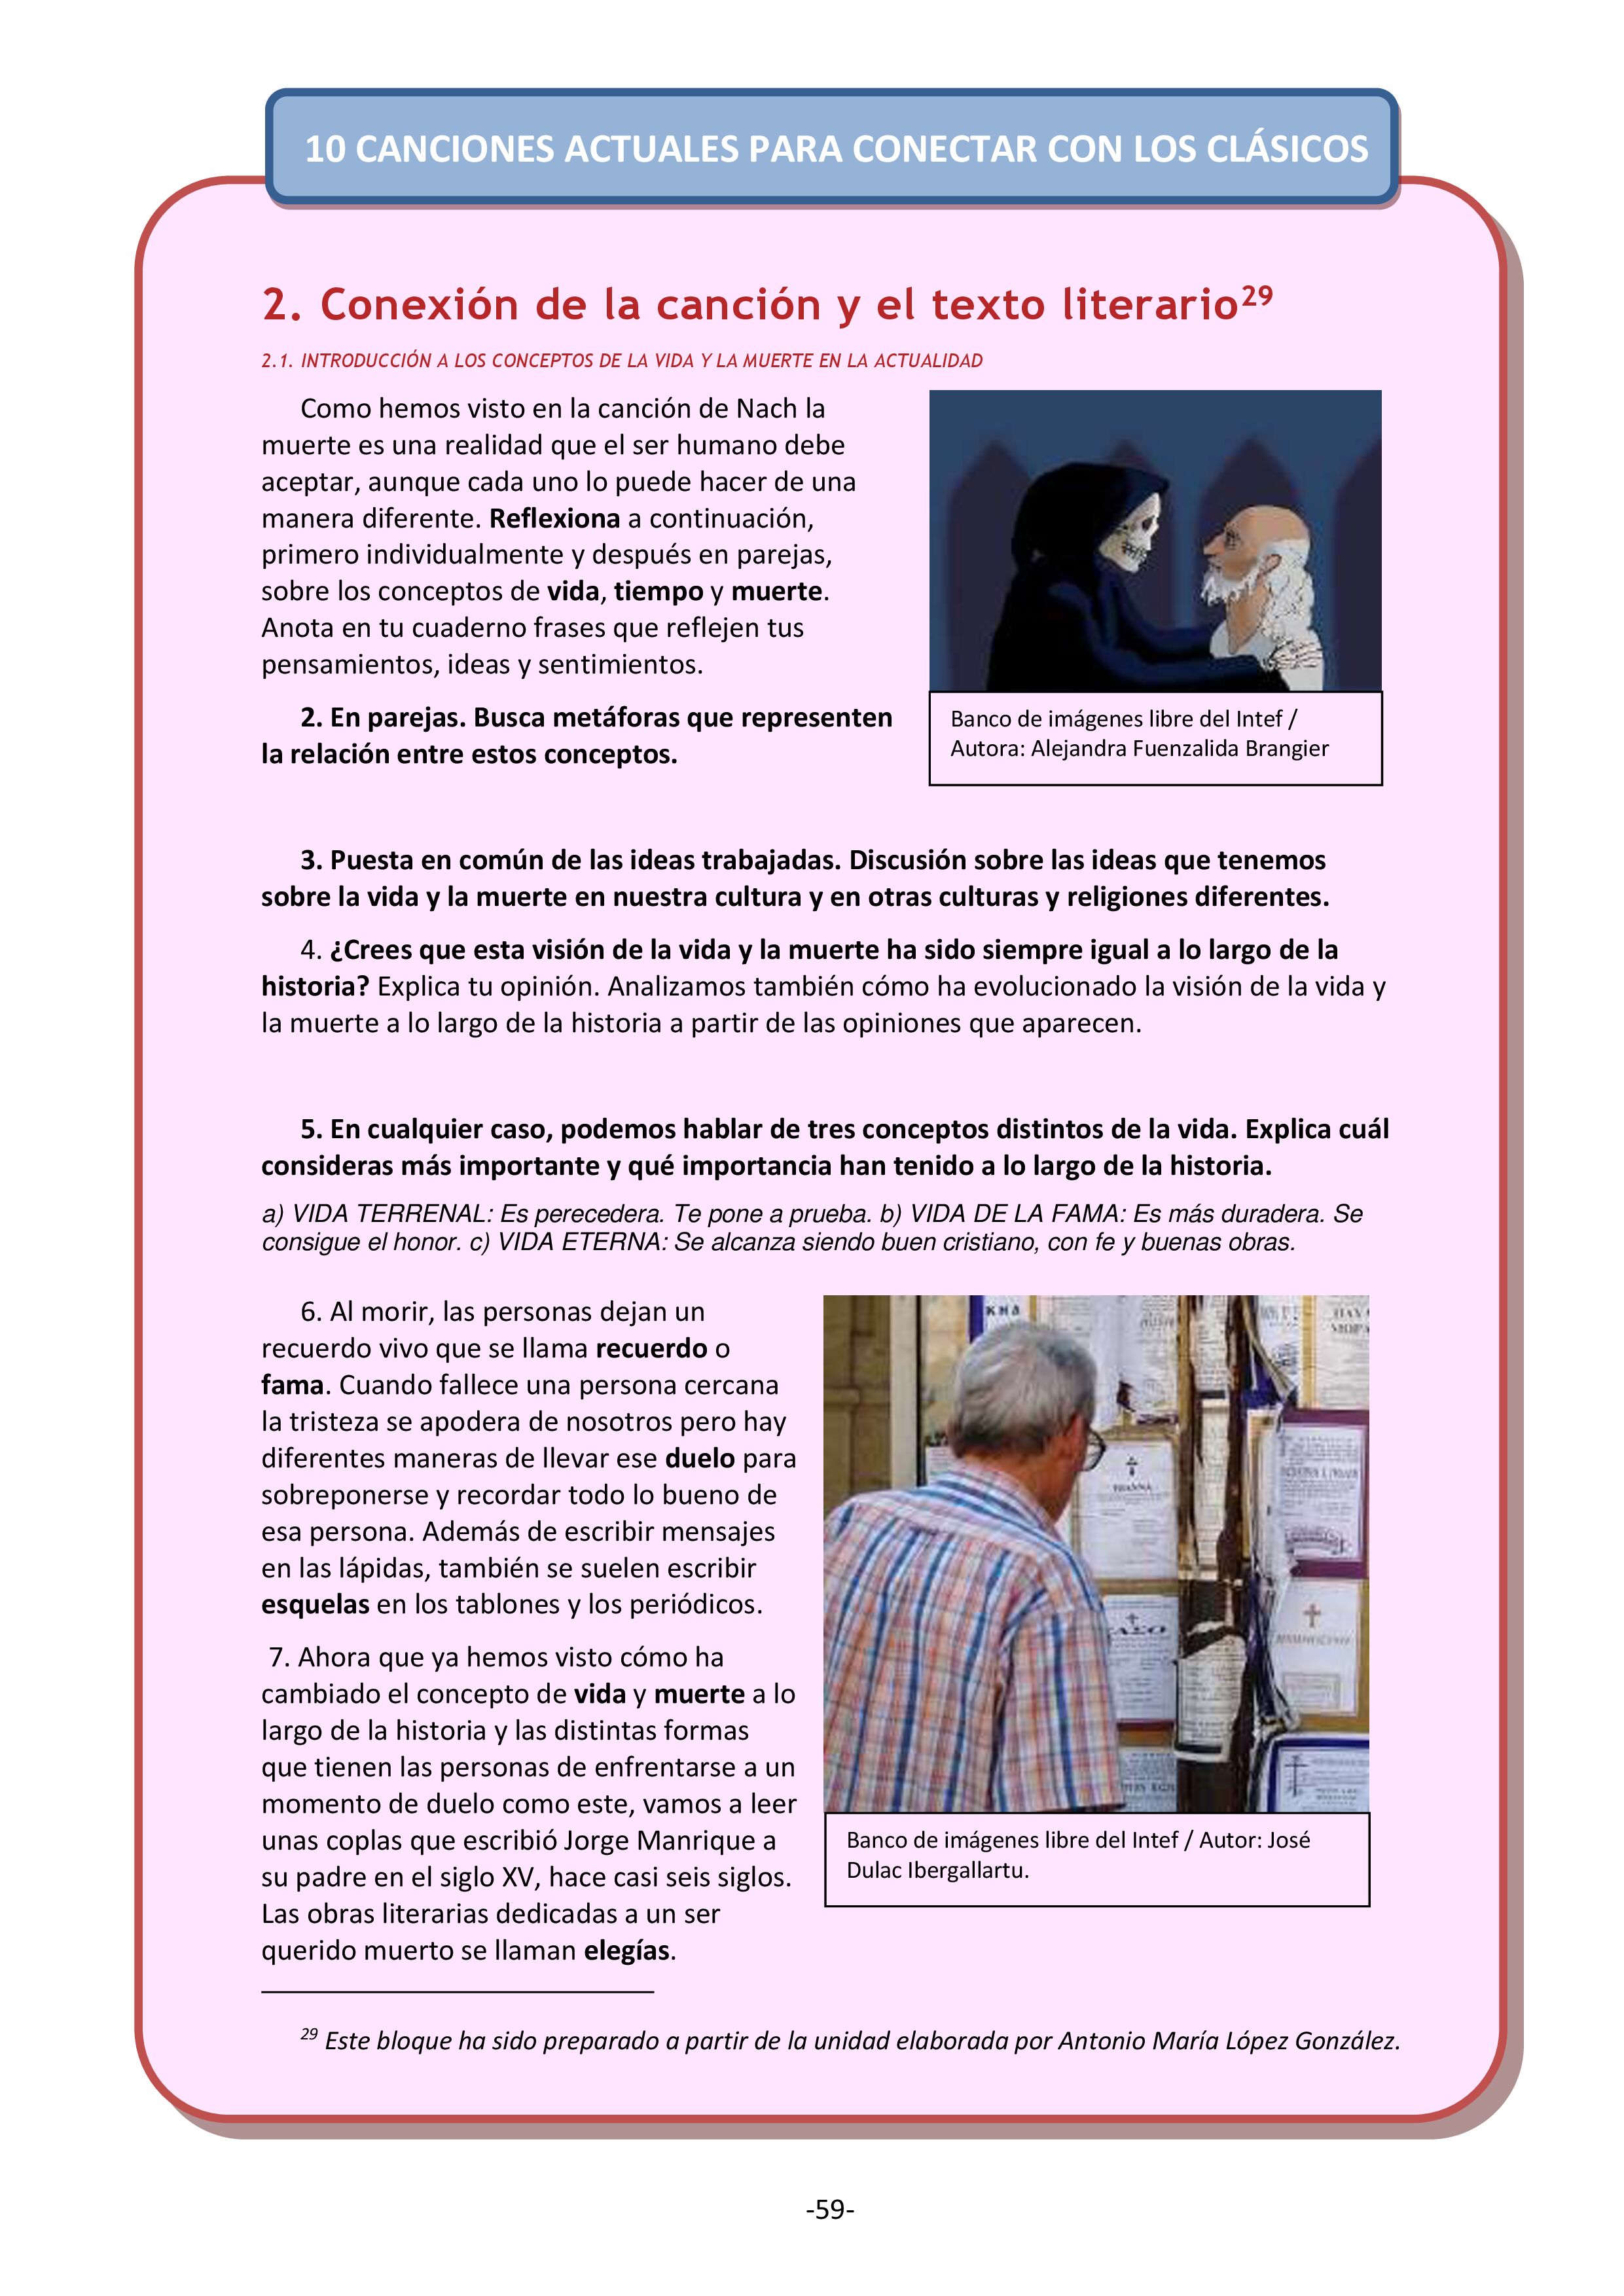 10 CANCIONES ACTUALES PARA CONECTAR CON LOS CLÁSICOS
2. Conexión de la canción y el texto literario29
2.1. INTRODUCCIÓN A LOS CONCEPTOS DE LA VIDA Y LA MUERTE EN LA ACTUALIDAD
Como hemos visto en la canción de Nach la
muerte es una realidad que el ser humano debe
aceptar, aunque cada uno lo puede hacer de una
manera diferente. Reflexiona a continuación,
primero individualmente y después en parejas,
sobre los conceptos de vida, tiempo y muerte.
Anota en tu cuaderno frases que reflejen tus
pensamientos, ideas y sentimientos.
2. En parejas. Busca metáforas que representen
la relación entre estos conceptos.
Banco de imágenes libre del Intef /
Autora: Alejandra Fuenzalida Brangier
3. Puesta en común de las ideas trabajadas. Discusión sobre las ideas que tenemos
sobre la vida y la muerte en nuestra cultura y en otras culturas y religiones diferentes.
4. ¿Crees que esta visión de la vida y la muerte ha sido siempre igual a lo largo de la
historia? Explica tu opinión. Analizamos también cómo ha evolucionado la visión de la vida y
la muerte a lo largo de la historia a partir de las opiniones que aparecen.
5. En cualquier caso, podemos hablar de tres conceptos distintos de la vida. Explica cuál
consideras más importante y qué importancia han tenido a lo largo de la historia.
a) VIDA TERRENAL: Es perecedera. Te pone a prueba. b) VIDA DE LA FAMA: Es más duradera. Se
consigue el honor. c) VIDA ETERNA: Se alcanza siendo buen cristiano, con fe y buenas obras.
6. Al morir, las personas dejan un
recuerdo vivo que se llama recuerdo o
fama. Cuando fallece una persona cercana
la tristeza se apodera de nosotros pero hay
diferentes maneras de llevar ese duelo para
sobreponerse y recordar todo lo bueno de
esa persona. Además de escribir mensajes
en las lápidas, también se suelen escribir
esquelas en los tablones y los periódicos.
7. Ahora que ya hemos visto cómo ha
cambiado el concepto de vida y muerte a lo
largo de la historia y las distintas formas
que tienen las personas de enfrentarse a un
momento de duelo como este, vamos a leer
unas coplas que escribió Jorge Manrique a
su padre en el siglo XV, hace casi seis siglos.
Las obras literarias dedicadas a un ser
querido muerto se llaman elegías.
Banco de imágenes libre del Intef / Autor: José
Dulac Ibergallartu.
29 Este bloque ha sido preparado a partir de la unidad elaborada por Antonio María López González.
-59-